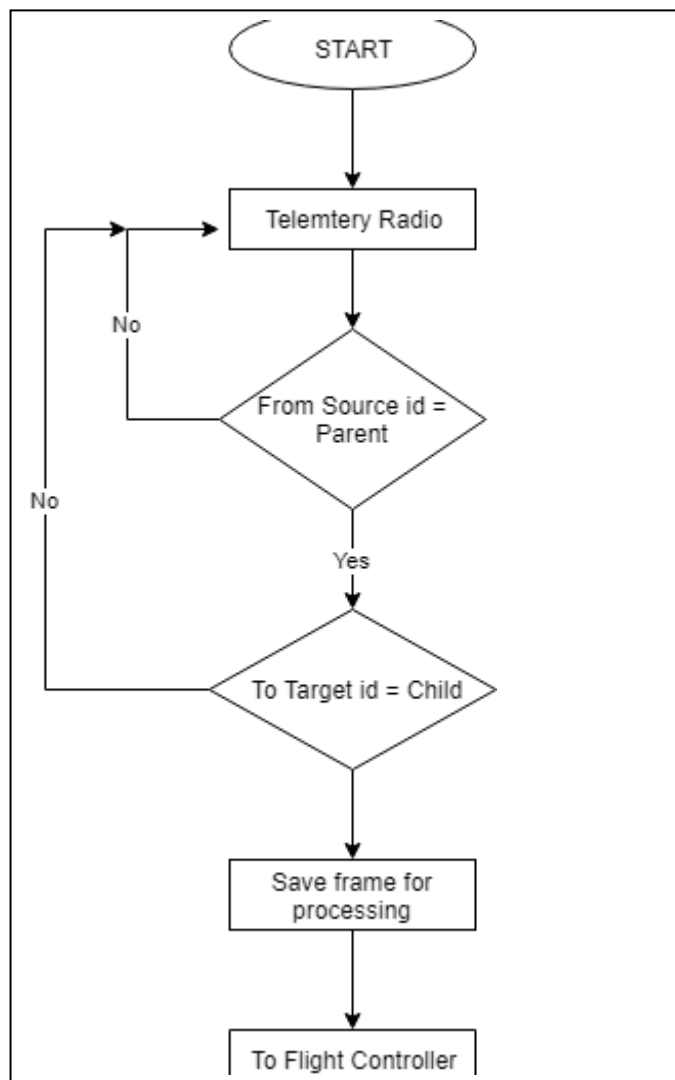 START
Telemtery Radio
No
From Source id =
Parent
No
Yes
To Target id = Child
Save frame for
processing
To Flight Controller